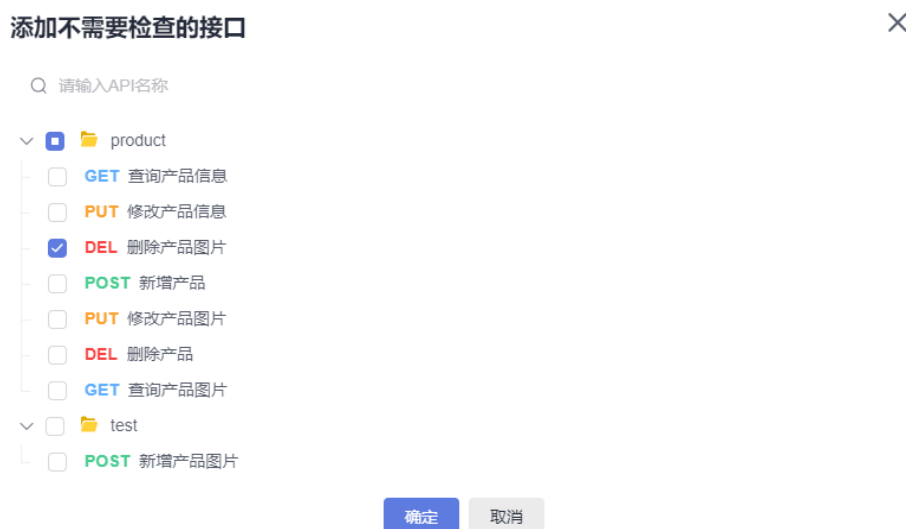 添加不需要检查的接口
请输入API名称
product
GET 查询产品信息
PUT 修改产品信息
DEL 删除产品图片
POST 新增产品
PUT 修改产品图片
DEL 删除产品
GET 查询产品图片
test
POST 新增产品图片
确定 取消